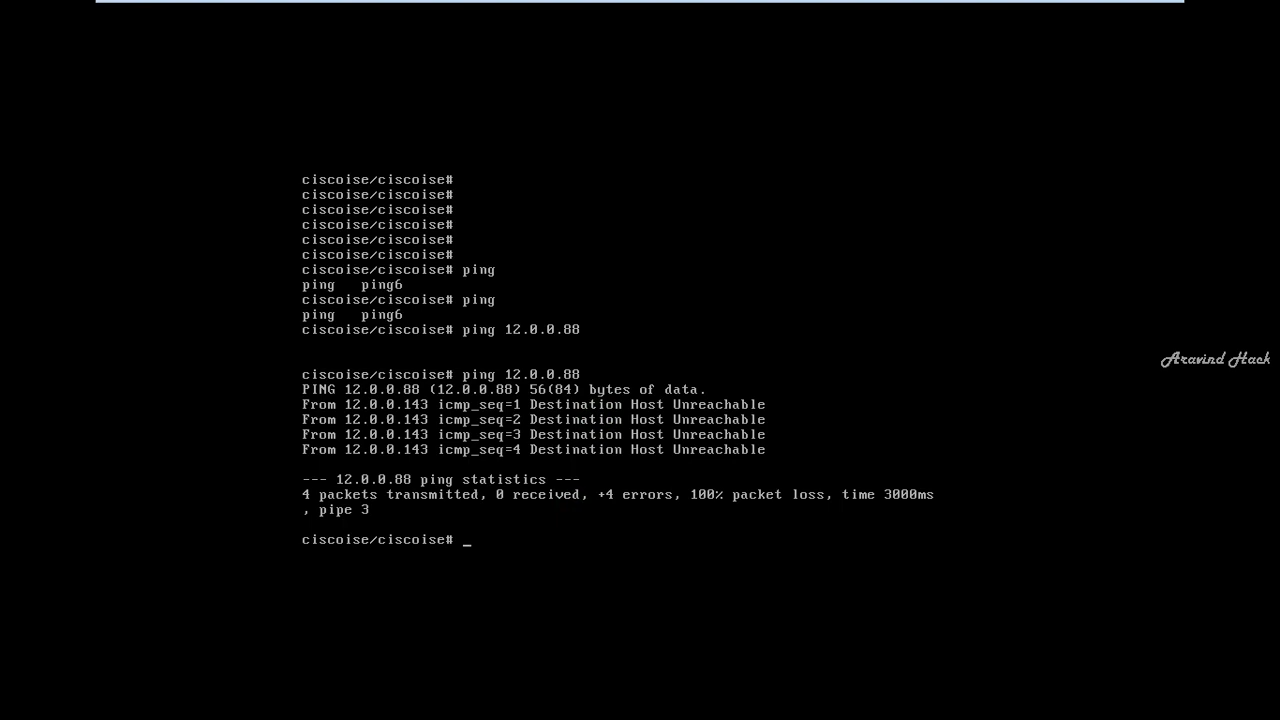 ciscoise/ciscoise#
ciscoise/ciscoise#
ciscoise/ciscoise#
ciscoise/ciscoise#
ciscoise/ciscoise#
ciscoise/ciscoise#
ciscoise/ciscoise# ping
ping   ping6
ciscoise/ciscoise# ping
ping   ping6
ciscoise/ciscoise# ping 12.0.0.88
ciscoise/ciscoise# ping 12.0.0.88
PING 12.0.0.88 (12.0.0.88) 56(84) bytes of data.
From 12.0.0.143 icmp_seq=1 Destination Host Unreachable
From 12.0.0.143 icmp_seq=2 Destination Host Unreachable
From 12.0.0.143 icmp_seq=3 Destination Host Unreachable
From 12.0.0.143 icmp_seq=4 Destination Host Unreachable
--- 12.0.0.88 ping statistics ---
4 packets transmitted, 0 received, +4 errors, 100% packet loss, time 3000ms
, pipe 3
ciscoise/ciscoise# _
Aravind Hack